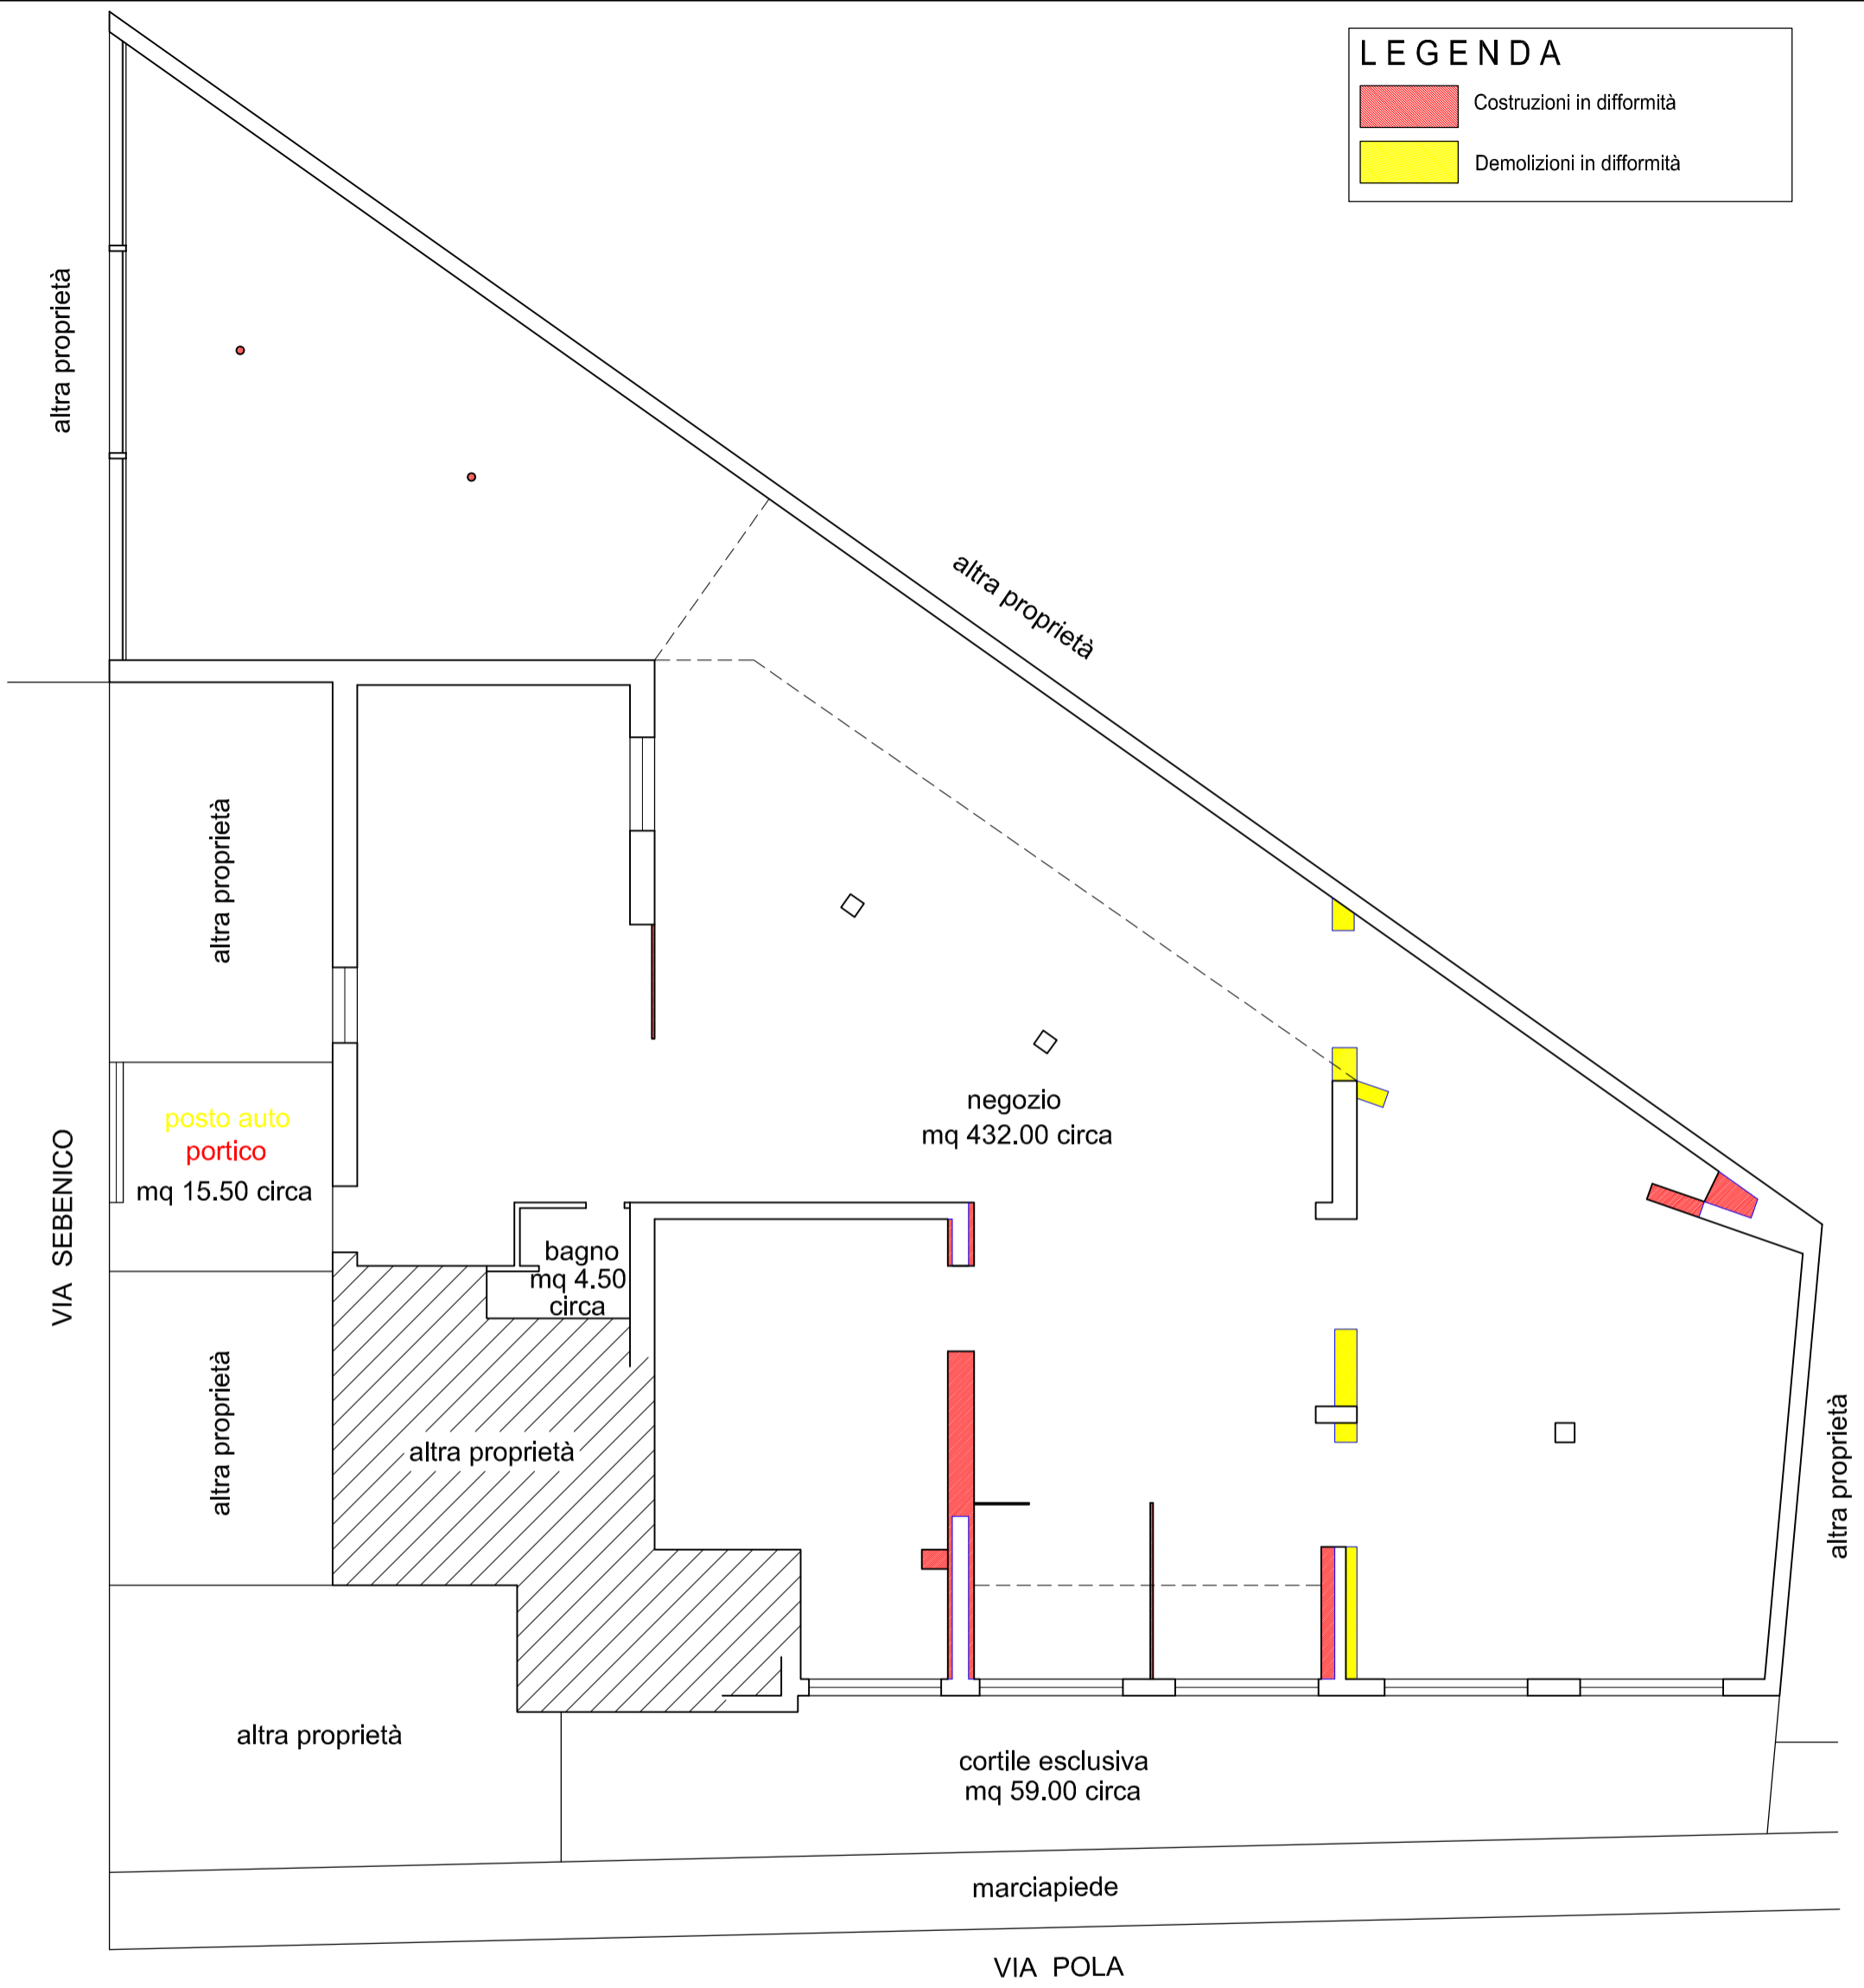 LEGENDA
Costruzioni in difformità
Demolizioni in difformità
altra proprietà
altra proprietà
altra proprietà
posto auto
portico
mq 15.50 circa
VIA SEBENICO
negozio
mq 432.00 circa
bagno
mq 4.50
circa
altra proprietà
altra proprietà
altra proprietà
altra proprietà
cortile esclusiva
mq 59.00 circa
marciapiede
VIA POLA